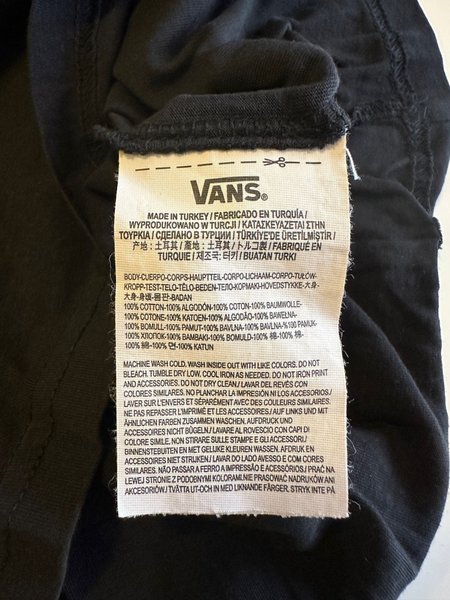 VANS®
MADE IN TURKEY / FABRICADO EN TURQUÍA /
WYPRODUKOWANO W TURCJI / ΚΑΤΑΣΚΕΥΑΖΕΤΑΙ ΣΤΗΝ
ΤΟΥΡΚΙΑ / СДЕЛАНО В ТУРЦИИ / TÜRKİYE'DE ÜRETİLMİŞTİR /
产地: 土耳其 / 產地: 土耳其 / トルコ製 / FABRIQUÉ EN
TURQUIE / 제조국: 터키 / BUATAN TURKI
BODY-CUERPO-CORPS-HAUPTTEIL-CORPO-LICHAAM-CORPO-TUŁÓW-
KROPP-TEST-TELO-TĚLO-BEDEN-ΤΕΛΟ-КОРМАКІ-HOVEDSTYKKE-大身-
大身-身頃-몸판-BADAN
100% COTTON-100% ALGODÓN-100% COTON-100% BAUMWOLLE-
100% COTONE-100% KATOEN-100% ALGODÃO-100% BAWEŁNA-
100% BOMULL-100% PAMUT-100% BAVLNA-100% BAVLNA-%100 PAMUK-
100% ХЛОПОК-100% ΒΑΜΒΑΚΙ-100% BOMULD-100% 棉-100% 棉-
100% 綿-100% 면-100% KATUN
MACHINE WASH COLD. WASH INSIDE OUT WITH LIKE COLORS. DO NOT
BLEACH. TUMBLE DRY LOW, COOL IRON AS NEEDED. DO NOT IRON PRINT
AND ACCESSORIES. DO NOT DRY CLEAN./ LAVAR DEL REVÉS CON
COLORES SIMILARES. NO PLANCHAR LA IMPRESIÓN NI LOS ACCESORIOS./
LAVER SUR L'ENVERS ET SÉPARÉMENT AVEC DES COULEURS SIMILAIRES.
NE PAS REPASSER L'IMPRIMÉ ET LES ACCESSOIRES./ AUF LINKS UND MIT
ÄHNLICHEN FARBEN ZUSAMMEN WASCHEN, AUFDRUCK UND
ACCESSOIRES NICHT BÜGELN./ LAVARE AL ROVESCIO CON CAPI DI
COLORE SIMILE. NON STIRARE SULLE STAMPE E GLI ACCESSORI./
BINNENSTEBUITEN EN MET GELIJKE KLEUREN WASSEN. AFDRUK EN
ACCESSOIRES NIET STRIJKEN./ LAVAR DO LADO AVESSO E COM CORES
SIMILARES. NÃO PASSAR A FERRO A IMPRESSÃO E ACESSÓRIOS./ PRAĆ NA
LEWEJ STRONIE Z PODOBNYMI KOLORAMI.NIE PRASOWAĆ NADRUKÓW ANI
AKCESORIÓW./ TVÄTTA UT-OCH IN MED LIKNANDE FÄRGER. STRYK INTE PÅ